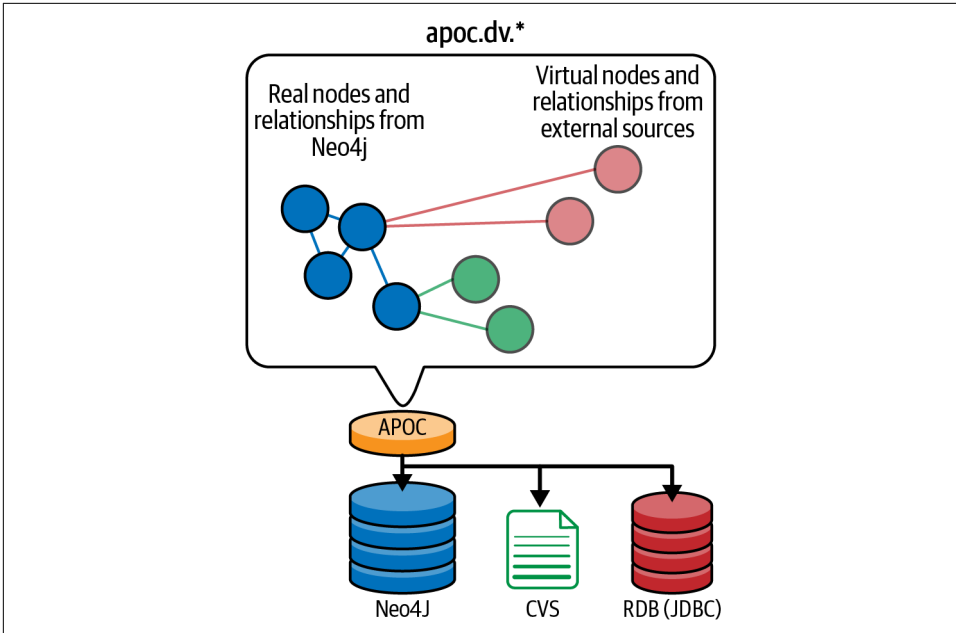 apoc.dv.*
Real nodes and
relationships from
Neo4j
Virtual nodes and
relationships from
external sources
APOC
Neo4J
CVS
RDB (JDBC)